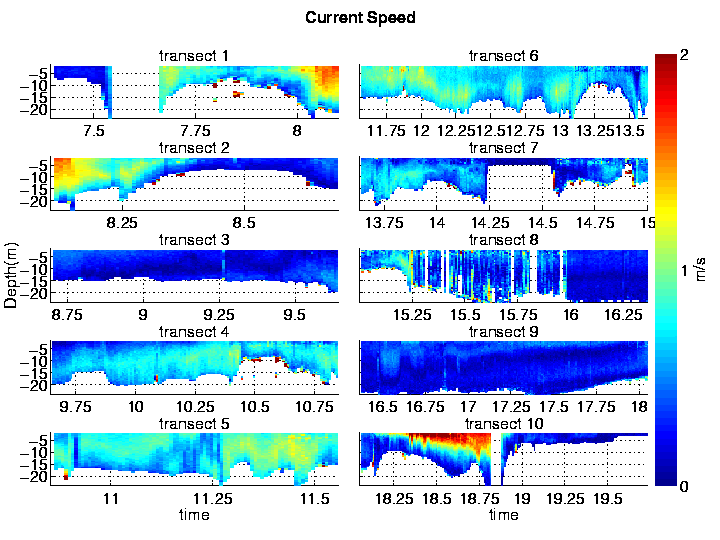 Current Speed
transect 1
−5
−10
−15
−20
7.5 7.75 8
transect 2
−5
−10
−15
−20
8.25 8.5
transect 3
−5
−10
−15
−20
8.75 9 9.25 9.5
transect 4
−5
−10
−15
−20
9.75 10 10.25 10.5 10.75
transect 5
−5
−10
−15
−20
11 11.25 11.5
time
Depth(m)
transect 6
11.75 12 12.25 12.5 12.75 13 13.25 13.5
transect 7
13.75 14 14.25 14.5 14.75 15
transect 8
15.25 15.5 15.75 16 16.25
transect 9
16.5 16.75 17 17.25 17.5 17.75 18
transect 10
18.25 18.5 18.75 19 19.25 19.5
time
2
1
0
m/s